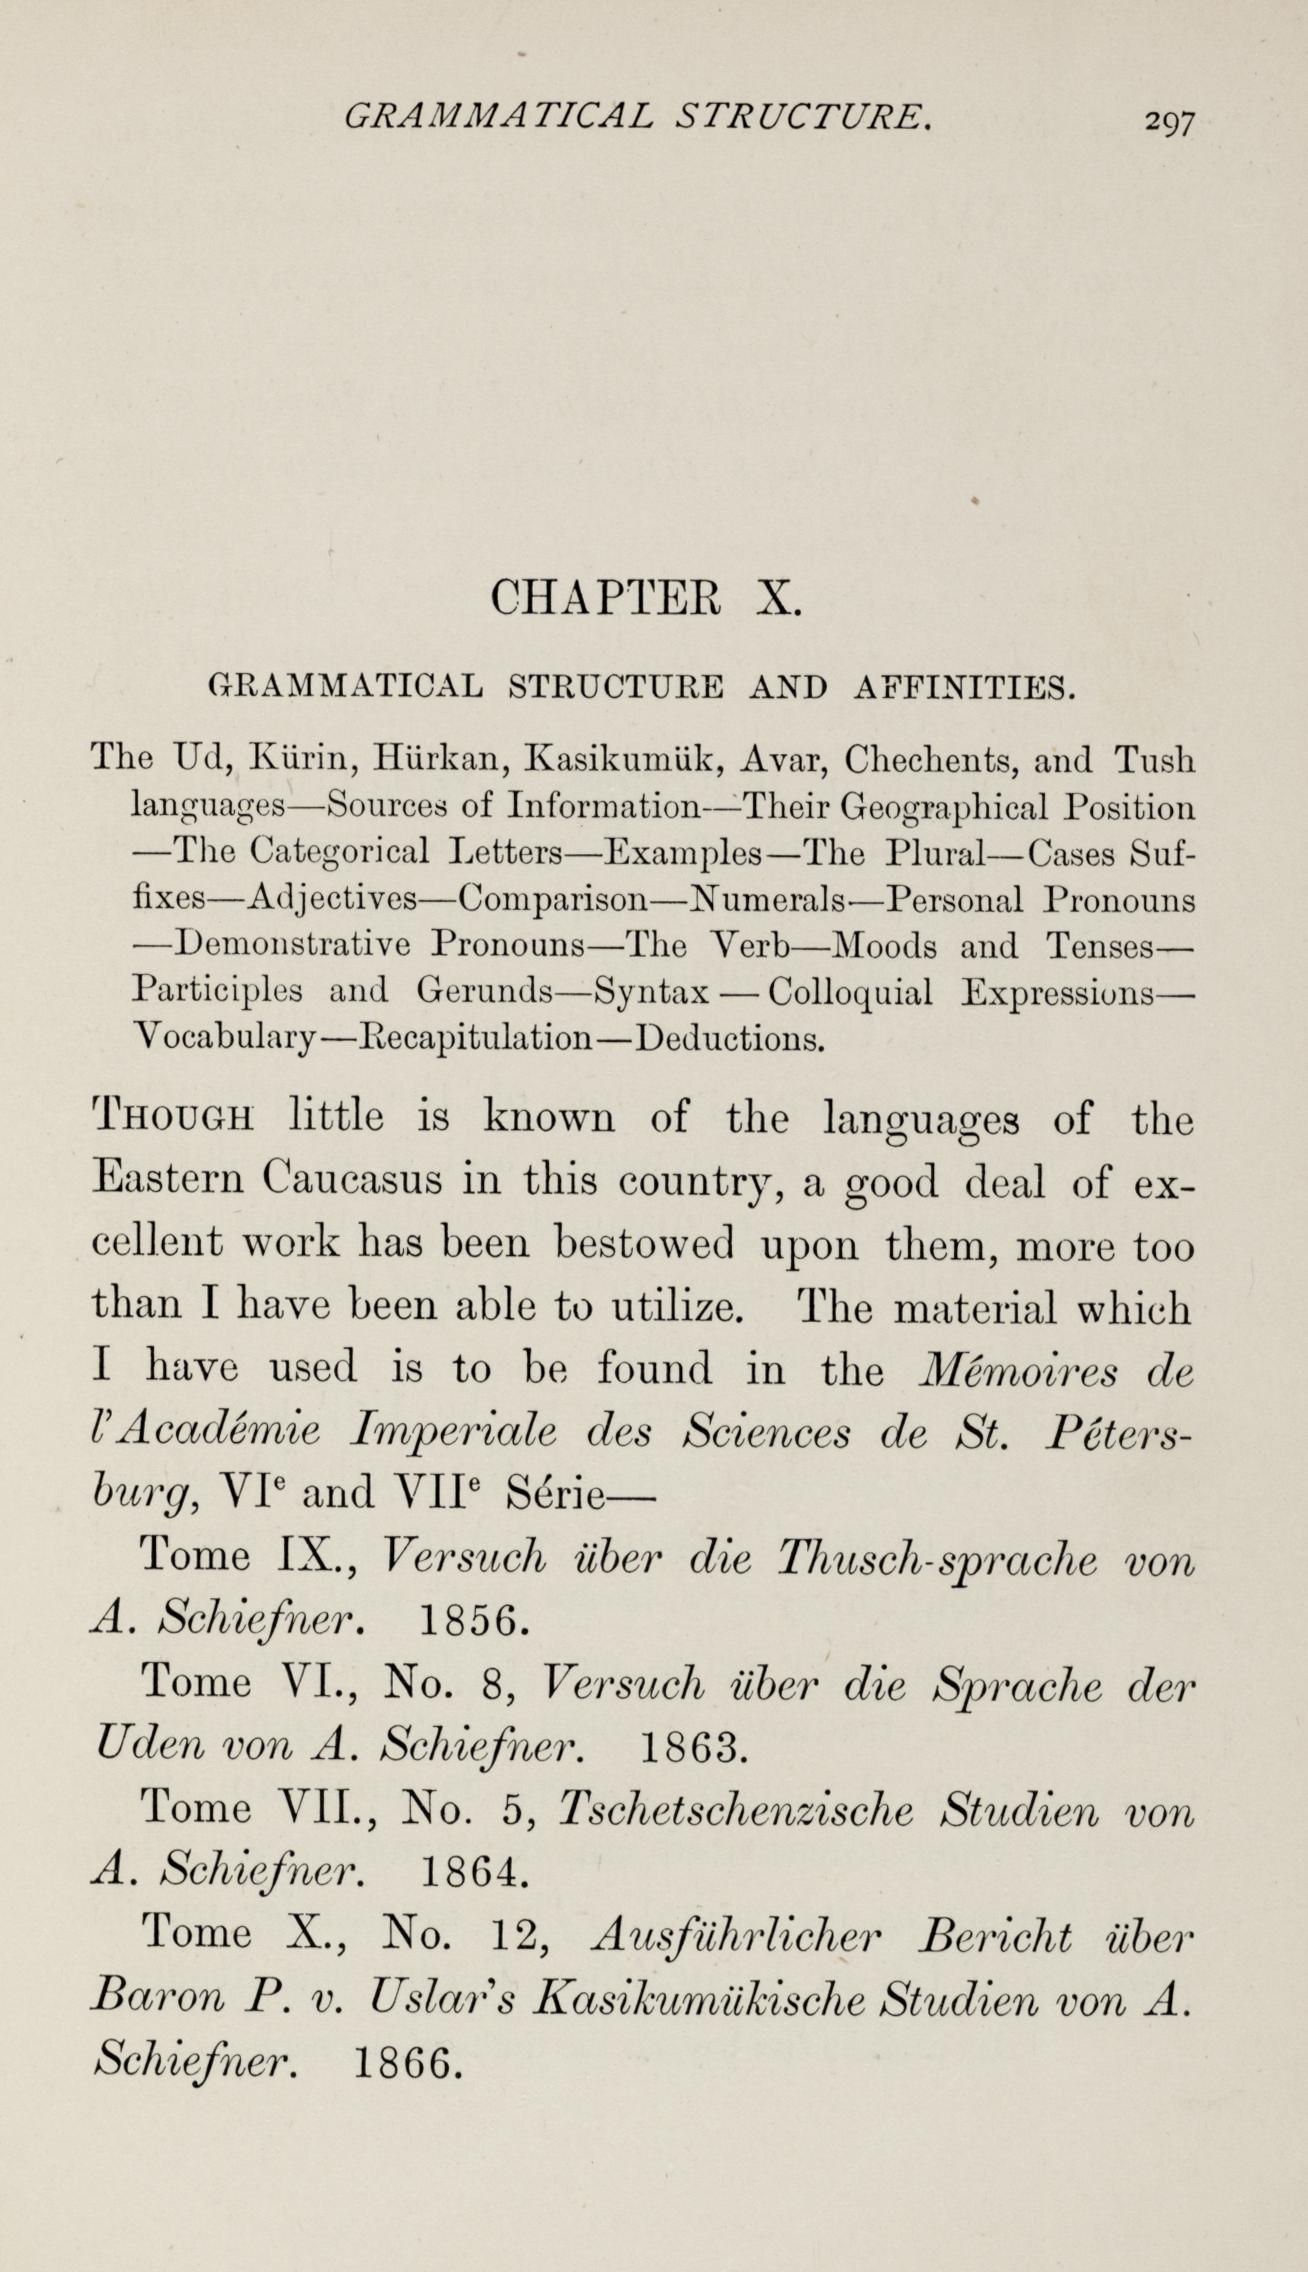 GRAMMATICAL STRUCTURE. 297
CHAPTER X.
GRAMMATICAL STRUCTURE AND AFFINITIES.
The Ud, Kürin, Hürkan, Kasikumük, Avar, Chechents, and Tush
languages—Sources of Information—Their Geographical Position
—The Categorical Letters—Examples—The Plural—Cases Suf-
fixes—Adjectives—Comparison—Numerals—Personal Pronouns
—Demonstrative Pronouns—The Verb—Moods and Tenses—
Participles and Gerunds—Syntax — Colloquial Expressions—
Vocabulary—Recapitulation—Deductions.
THOUGH little is known of the languages of the
Eastern Caucasus in this country, a good deal of ex-
cellent work has been bestowed upon them, more too
than I have been able to utilize. The material which
I have used is to be found in the Mémoires de
l'Académie Imperiale des Sciences de St. Péters-
burg, VIᵉ and VIIᵉ Série—
Tome IX., Versuch über die Thusch-sprache von
A. Schiefner. 1856.
Tome VI., No. 8, Versuch über die Sprache der
Uden von A. Schiefner. 1863.
Tome VII., No. 5, Tschetschenzische Studien von
A. Schiefner. 1864.
Tome X., No. 12, Ausführlicher Bericht über
Baron P. v. Uslar's Kasikumükische Studien von A.
Schiefner. 1866.